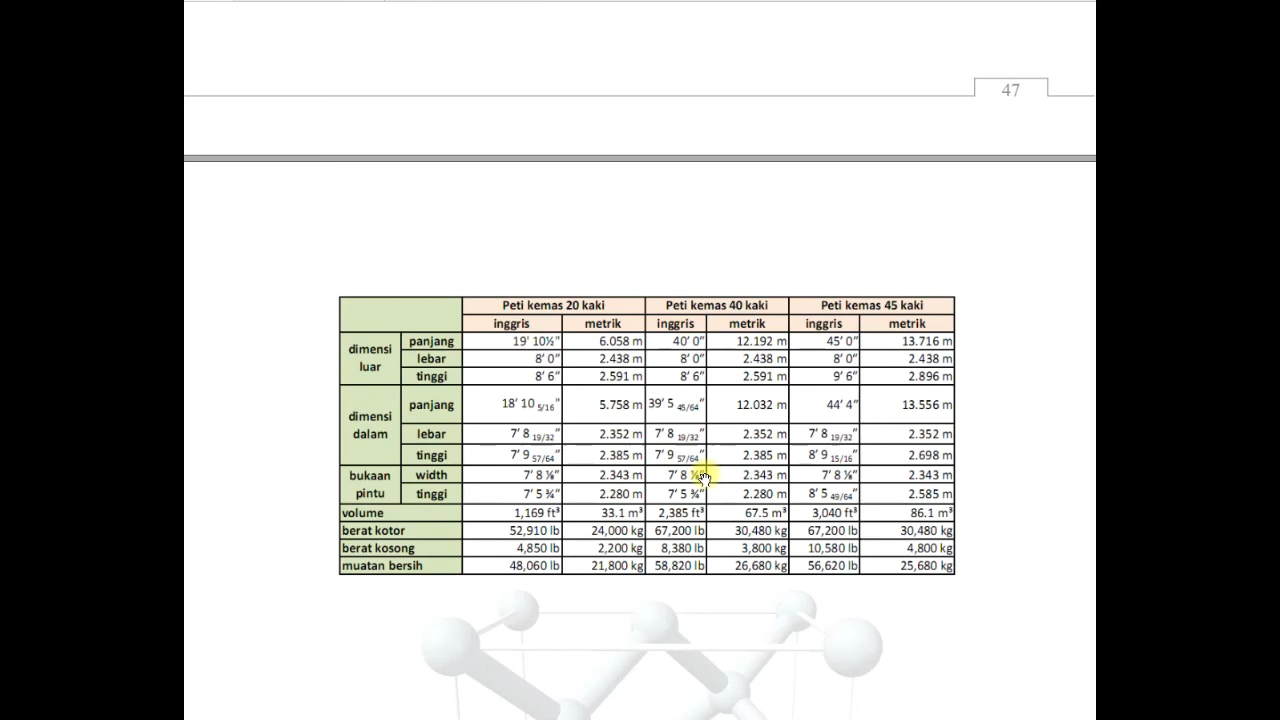 47
Peti kemas 20 kaki Peti kemas 40 kaki Peti kemas 45 kaki
inggris metrik inggris metrik inggris metrik
dimensi luar panjang 19' 10½" 6.058 m 40' 0" 12.192 m 45' 0" 13.716 m
lebar 8' 0" 2.438 m 8' 0" 2.438 m 8' 0" 2.438 m
tinggi 8' 6" 2.591 m 8' 6" 2.591 m 9' 6" 2.896 m
dimensi dalam panjang 18' 10 5/16" 5.758 m 39' 5 45/64" 12.032 m 44' 4" 13.556 m
lebar 7' 8 19/32" 2.352 m 7' 8 19/32" 2.352 m 7' 8 19/32" 2.352 m
tinggi 7' 9 57/64" 2.385 m 7' 9 57/64" 2.385 m 8' 9 15/16" 2.698 m
bukaan pintu width 7' 8 ⅛" 2.343 m 7' 8 ⅛" 2.343 m 7' 8 ⅛" 2.343 m
tinggi 7' 5 ¾" 2.280 m 7' 5 ¾" 2.280 m 8' 5 49/64" 2.585 m
volume 1,169 ft³ 33.1 m³ 2,385 ft³ 67.5 m³ 3,040 ft³ 86.1 m³
berat kotor 52,910 lb 24,000 kg 67,200 lb 30,480 kg 67,200 lb 30,480 kg
berat kosong 4,850 lb 2,200 kg 8,380 lb 3,800 kg 10,580 lb 4,800 kg
muatan bersih 48,060 lb 21,800 kg 58,820 lb 26,680 kg 56,620 lb 25,680 kg